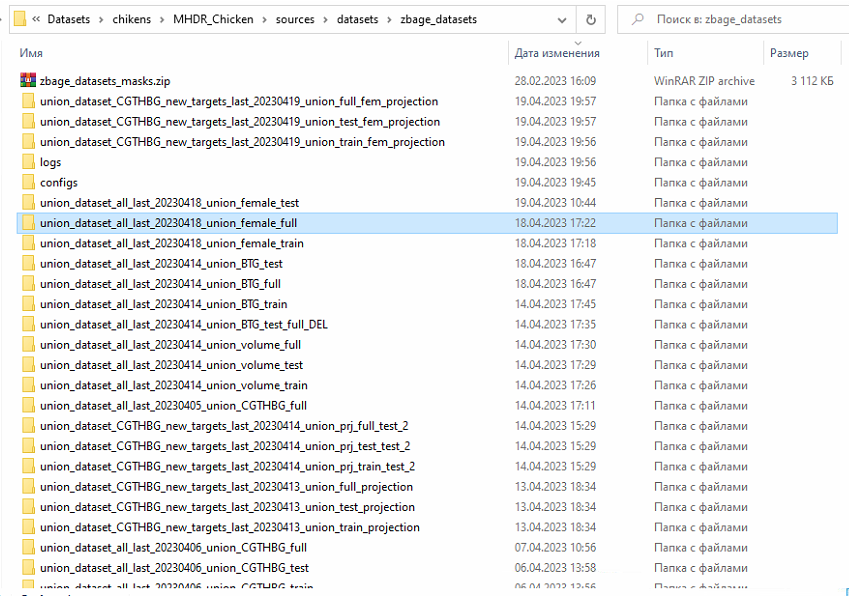 « Datasets › chikens › MHDR_Chicken › sources › datasets › zbage_datasets Поиск в: zbage_datasets
Имя Дата изменения Тип Размер
zbage_datasets_masks.zip 28.02.2023 16:09 WinRAR ZIP archive 3 112 КБ
union_dataset_CGTHBG_new_targets_last_20230419_union_full_fem_projection 19.04.2023 19:57 Папка с файлами
union_dataset_CGTHBG_new_targets_last_20230419_union_test_fem_projection 19.04.2023 19:57 Папка с файлами
union_dataset_CGTHBG_new_targets_last_20230419_union_train_fem_projection 19.04.2023 19:56 Папка с файлами
logs 19.04.2023 19:56 Папка с файлами
configs 19.04.2023 19:45 Папка с файлами
union_dataset_all_last_20230418_union_female_test 19.04.2023 10:44 Папка с файлами
union_dataset_all_last_20230418_union_female_full 18.04.2023 17:22 Папка с файлами
union_dataset_all_last_20230418_union_female_train 18.04.2023 17:18 Папка с файлами
union_dataset_all_last_20230414_union_BTG_test 18.04.2023 16:47 Папка с файлами
union_dataset_all_last_20230414_union_BTG_full 18.04.2023 16:47 Папка с файлами
union_dataset_all_last_20230414_union_BTG_train 14.04.2023 17:45 Папка с файлами
union_dataset_all_last_20230414_union_BTG_test_full_DEL 14.04.2023 17:35 Папка с файлами
union_dataset_all_last_20230414_union_volume_full 14.04.2023 17:30 Папка с файлами
union_dataset_all_last_20230414_union_volume_test 14.04.2023 17:29 Папка с файлами
union_dataset_all_last_20230414_union_volume_train 14.04.2023 17:26 Папка с файлами
union_dataset_all_last_20230405_union_CGTHBG_full 14.04.2023 17:11 Папка с файлами
union_dataset_CGTHBG_new_targets_last_20230414_union_prj_full_test_2 14.04.2023 15:29 Папка с файлами
union_dataset_CGTHBG_new_targets_last_20230414_union_prj_test_test_2 14.04.2023 15:29 Папка с файлами
union_dataset_CGTHBG_new_targets_last_20230414_union_prj_train_test_2 14.04.2023 15:29 Папка с файлами
union_dataset_CGTHBG_new_targets_last_20230413_union_full_projection 13.04.2023 18:34 Папка с файлами
union_dataset_CGTHBG_new_targets_last_20230413_union_test_projection 13.04.2023 18:34 Папка с файлами
union_dataset_CGTHBG_new_targets_last_20230413_union_train_projection 13.04.2023 18:34 Папка с файлами
union_dataset_all_last_20230406_union_CGTHBG_full 07.04.2023 10:56 Папка с файлами
union_dataset_all_last_20230406_union_CGTHBG_test 06.04.2023 13:58 Папка с файлами
union_dataset_all_last_20230406_union_CGTHBG_train 06.04.2023 13:56 Папка с файлами